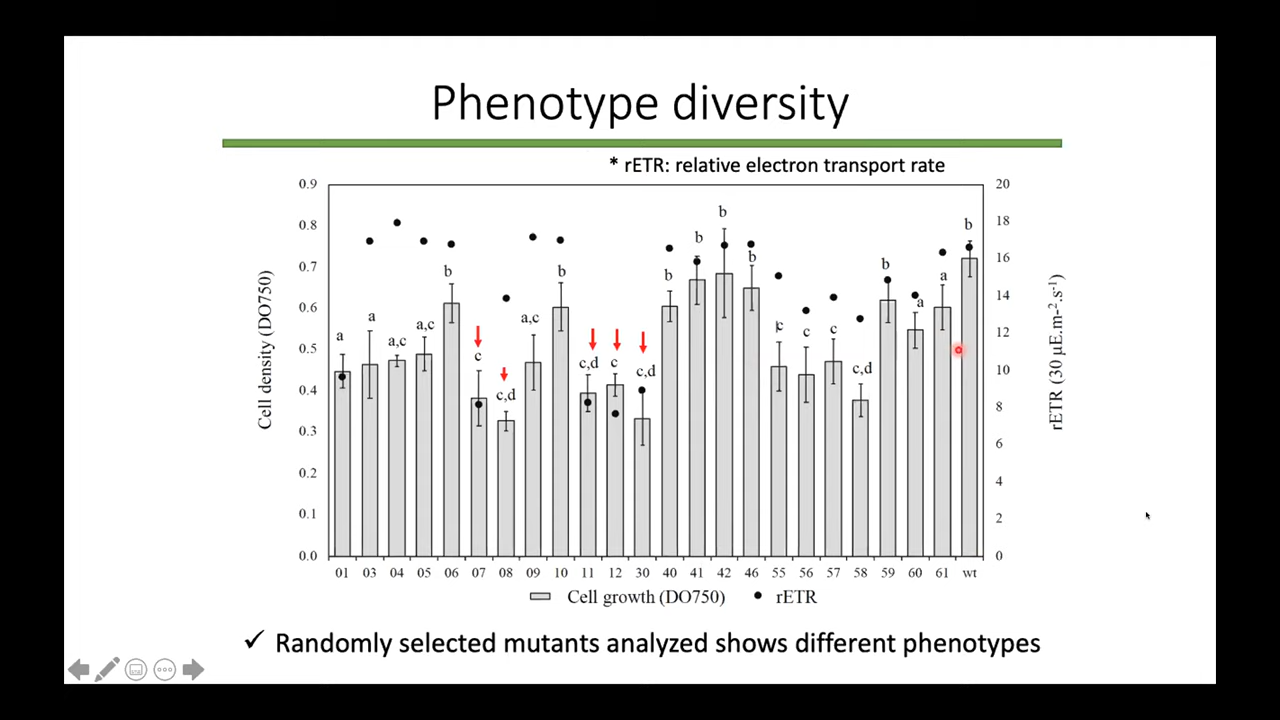 Phenotype diversity
* rETR: relative electron transport rate
0.9
0.8
0.7
0.6
0.5
0.4
0.3
0.2
0.1
0.0
Cell density (DO750)
a
a
a,c
a,c
b
c
c,d
a,c
b
c,d
c
c,d
b
b
b
b
c
c
c
c,d
b
a
a
b
20
18
16
14
12
10
8
6
4
2
0
rETR (30 µE.m-2.s-1)
01 03 04 05 06 07 08 09 10 11 12 30 40 41 42 46 55 56 57 58 59 60 61 wt
Cell growth (DO750) rETR
✓ Randomly selected mutants analyzed shows different phenotypes